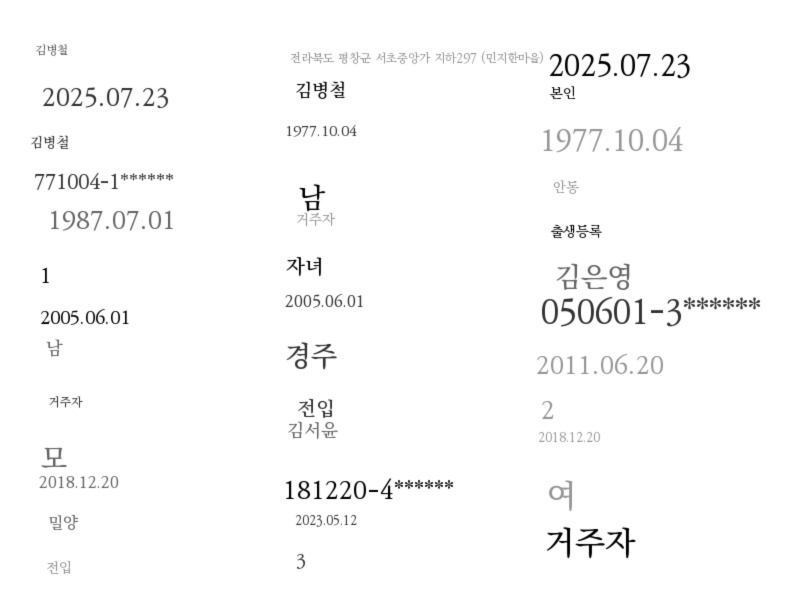 김병철
전라북도 평창군 서초중앙가 지하297 (민지한마을)
2025.07.23
2025.07.23
김병철
본인
김병철
1977.10.04
1977.10.04
771004-1******
남
안동
1987.07.01
거주자
출생등록
1
자녀
김은영
2005.06.01
2005.06.01
050601-3******
남
경주
2011.06.20
거주자
전입
2
모
김서윤
2018.12.20
2018.12.20
181220-4******
여
밀양
2023.05.12
거주자
전입
3